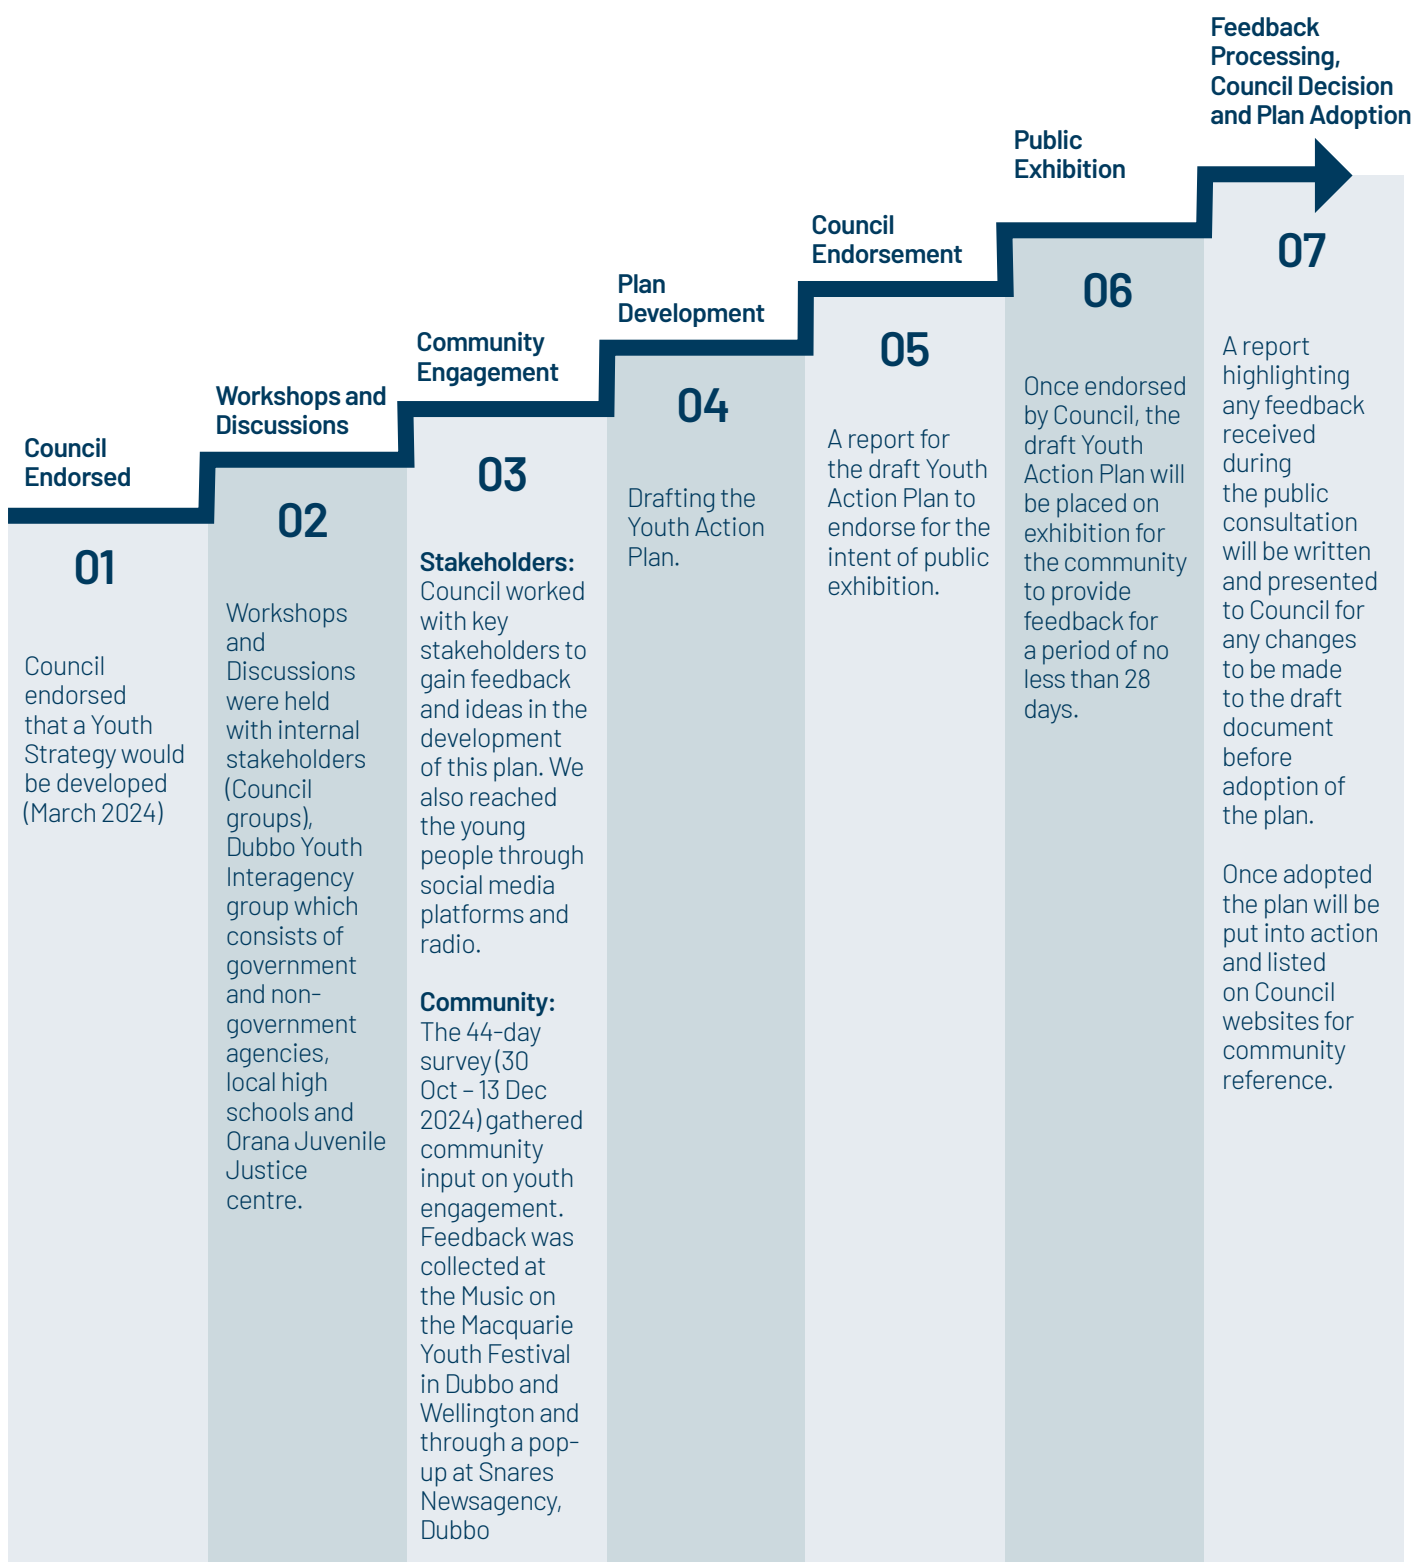 Council
Endorsed
01
Council
endorsed
that a Youth
Strategy would
be developed
(March 2024)
Workshops and
Discussions
02
Workshops
and
Discussions
were held
with internal
stakeholders
(Council
groups),
Dubbo Youth
Interagency
group which
consists of
government
and non-
government
agencies,
local high
schools and
Orana Juvenile
Justice
centre.
Community
Engagement
03
Stakeholders:
Council worked
with key
stakeholders to
gain feedback
and ideas in the
development
of this plan. We
also reached
the young
people through
social media
platforms and
radio.
Community:
The 44-day
survey (30
Oct – 13 Dec
2024) gathered
community
input on youth
engagement.
Feedback was
collected at
the Music on
the Macquarie
Youth Festival
in Dubbo and
Wellington and
through a pop-
up at Snares
Newsagency,
Dubbo
Plan
Development
04
Drafting the
Youth Action
Plan.
Council
Endorsement
05
A report for
the draft Youth
Action Plan to
endorse for the
intent of public
exhibition.
Public
Exhibition
06
Once endorsed
by Council, the
draft Youth
Action Plan will
be placed on
exhibition for
the community
to provide
feedback for
a period of no
less than 28
days.
Feedback
Processing,
Council Decision
and Plan Adoption
07
A report
highlighting
any feedback
received
during
the public
consultation
will be written
and presented
to Council for
any changes
to be made
to the draft
document
before
adoption of
the plan.
Once adopted
the plan will be
put into action
and listed
on Council
websites for
community
reference.